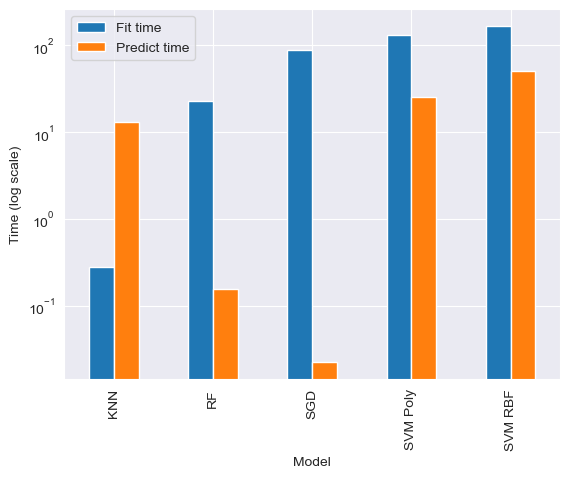 Fit time
Predict time
10²
10¹
10⁰
10⁻¹
Time (log scale)
KNN
RF
SGD
SVM Poly
SVM RBF
Model